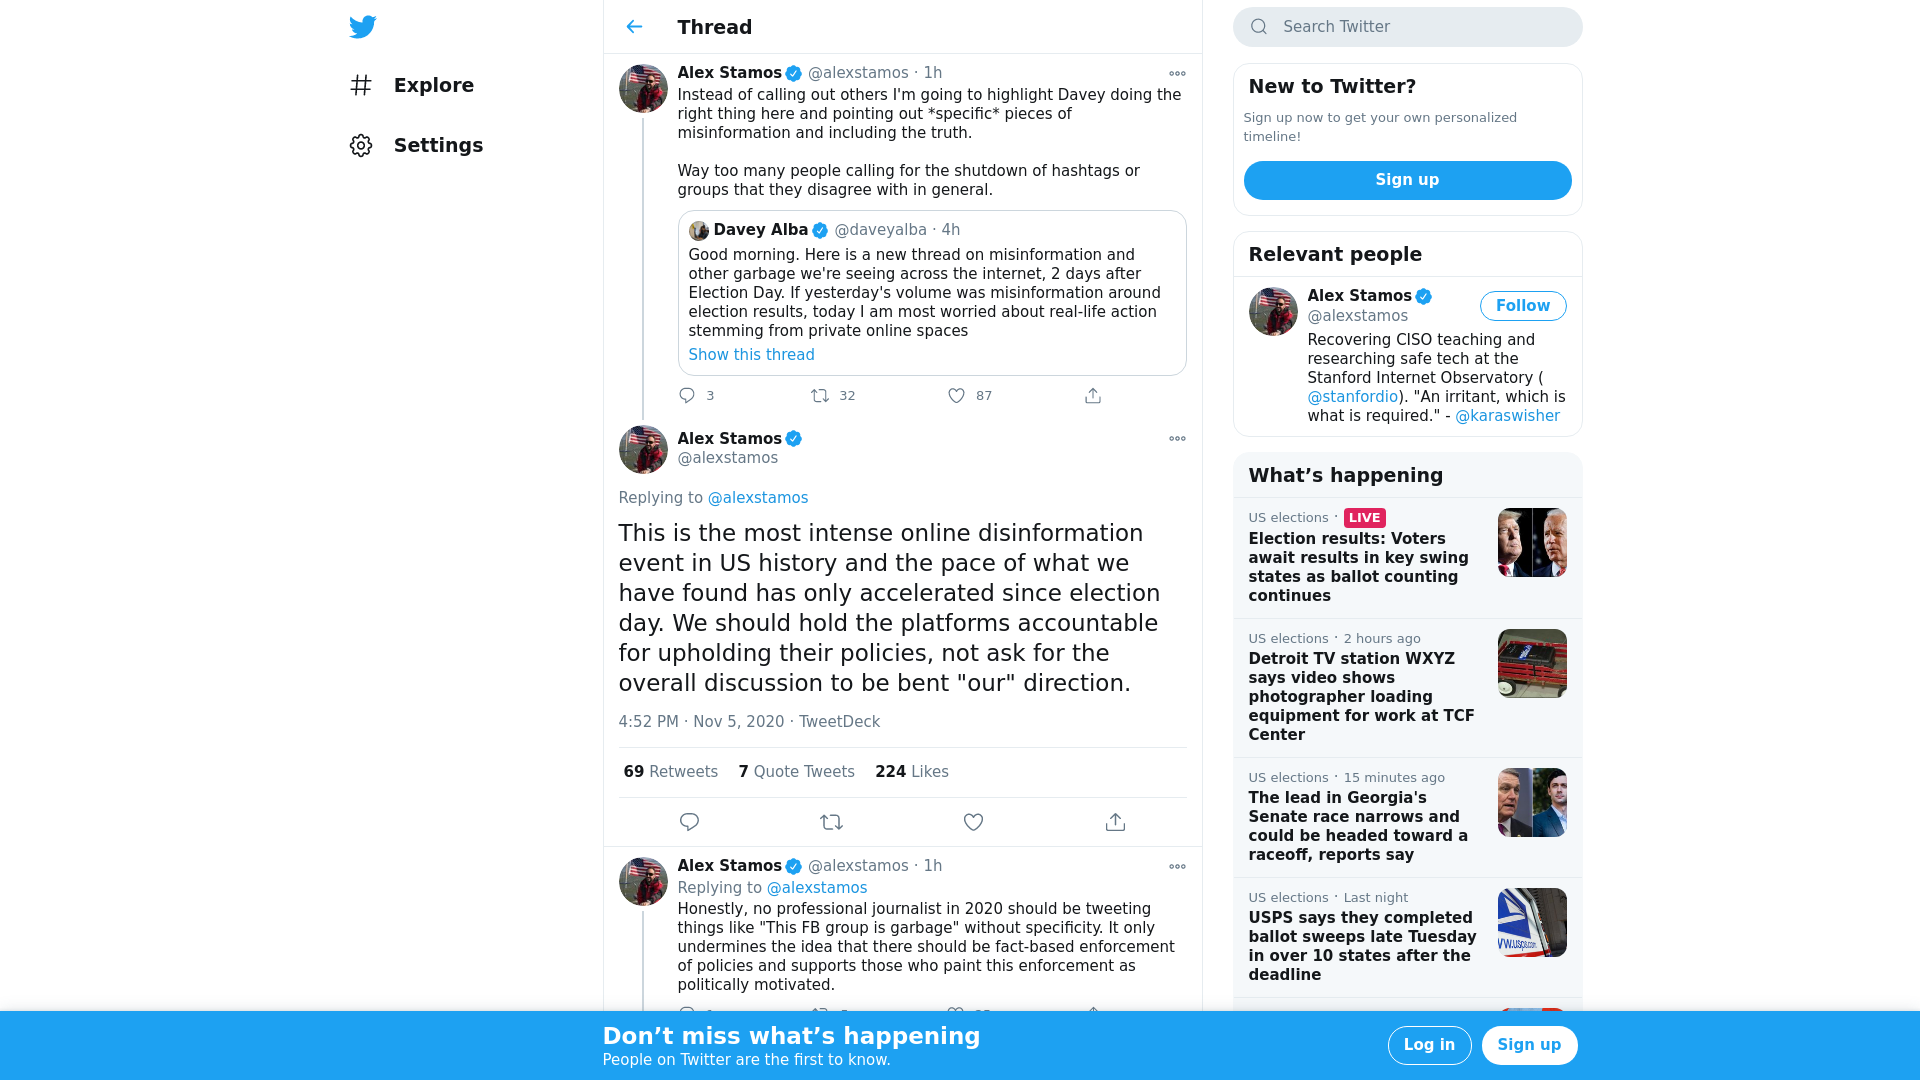 Explore
Settings
Thread
Alex Stamos @alexstamos · 1h
Instead of calling out others I'm going to highlight Davey doing the
right thing here and pointing out *specific* pieces of
misinformation and including the truth.
Way too many people calling for the shutdown of hashtags or
groups that they disagree with in general.
Davey Alba @daveyalba · 4h
Good morning. Here is a new thread on misinformation and
other garbage we're seeing across the internet, 2 days after
Election Day. If yesterday's volume was misinformation around
election results, today I am most worried about real-life action
stemming from private online spaces
Show this thread
3 32 87
Alex Stamos
@alexstamos
Replying to @alexstamos
This is the most intense online disinformation
event in US history and the pace of what we
have found has only accelerated since election
day. We should hold the platforms accountable
for upholding their policies, not ask for the
overall discussion to be bent "our" direction.
4:52 PM · Nov 5, 2020 · TweetDeck
69 Retweets 7 Quote Tweets 224 Likes
Alex Stamos @alexstamos · 1h
Replying to @alexstamos
Honestly, no professional journalist in 2020 should be tweeting
things like "This FB group is garbage" without specificity. It only
undermines the idea that there should be fact-based enforcement
of policies and supports those who paint this enforcement as
politically motivated.
Search Twitter
New to Twitter?
Sign up now to get your own personalized
timeline!
Sign up
Relevant people
Alex Stamos
@alexstamos
Follow
Recovering CISO teaching and
researching safe tech at the
Stanford Internet Observatory (
@stanfordio). "An irritant, which is
what is required." - @karaswisher
What's happening
US elections · LIVE
Election results: Voters
await results in key swing
states as ballot counting
continues
US elections · 2 hours ago
Detroit TV station WXYZ
says video shows
photographer loading
equipment for work at TCF
Center
US elections · 15 minutes ago
The lead in Georgia's
Senate race narrows and
could be headed toward a
raceoff, reports say
US elections · Last night
USPS says they completed
ballot sweeps late Tuesday
in over 10 states after the
deadline
Don't miss what's happening
People on Twitter are the first to know.
Log in
Sign up